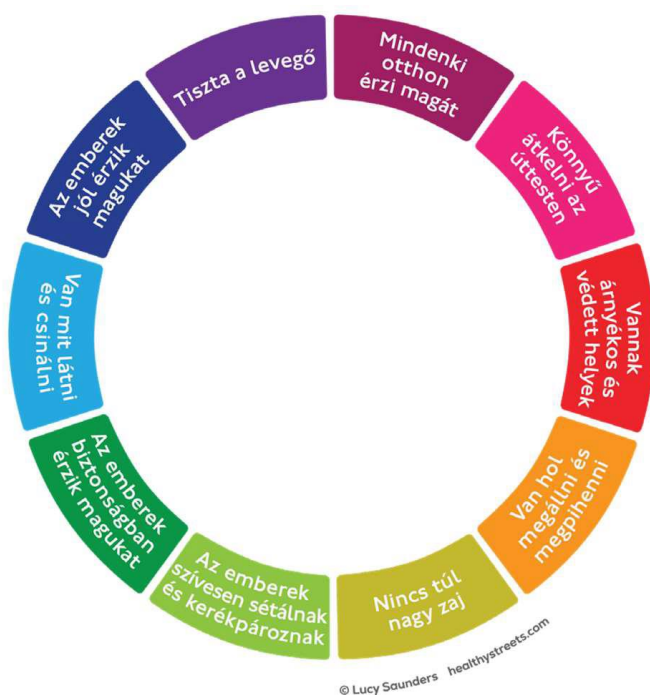 Mindenki
otthon
érzi magát
Könnyű
átkelni az
úttesten
Vannak
árnyékos és
védett helyek
Van hol
megállni és
megpihenni
Nincs túl
nagy zaj
Az emberek
szívesen sétálnak
és kerékpároznak
Az emberek
biztonságban
érzik magukat
Van mit látni
és csinálni
Az emberek
jól érzik
magukat
Tiszta a levegő
© Lucy Saunders healthystreets.com